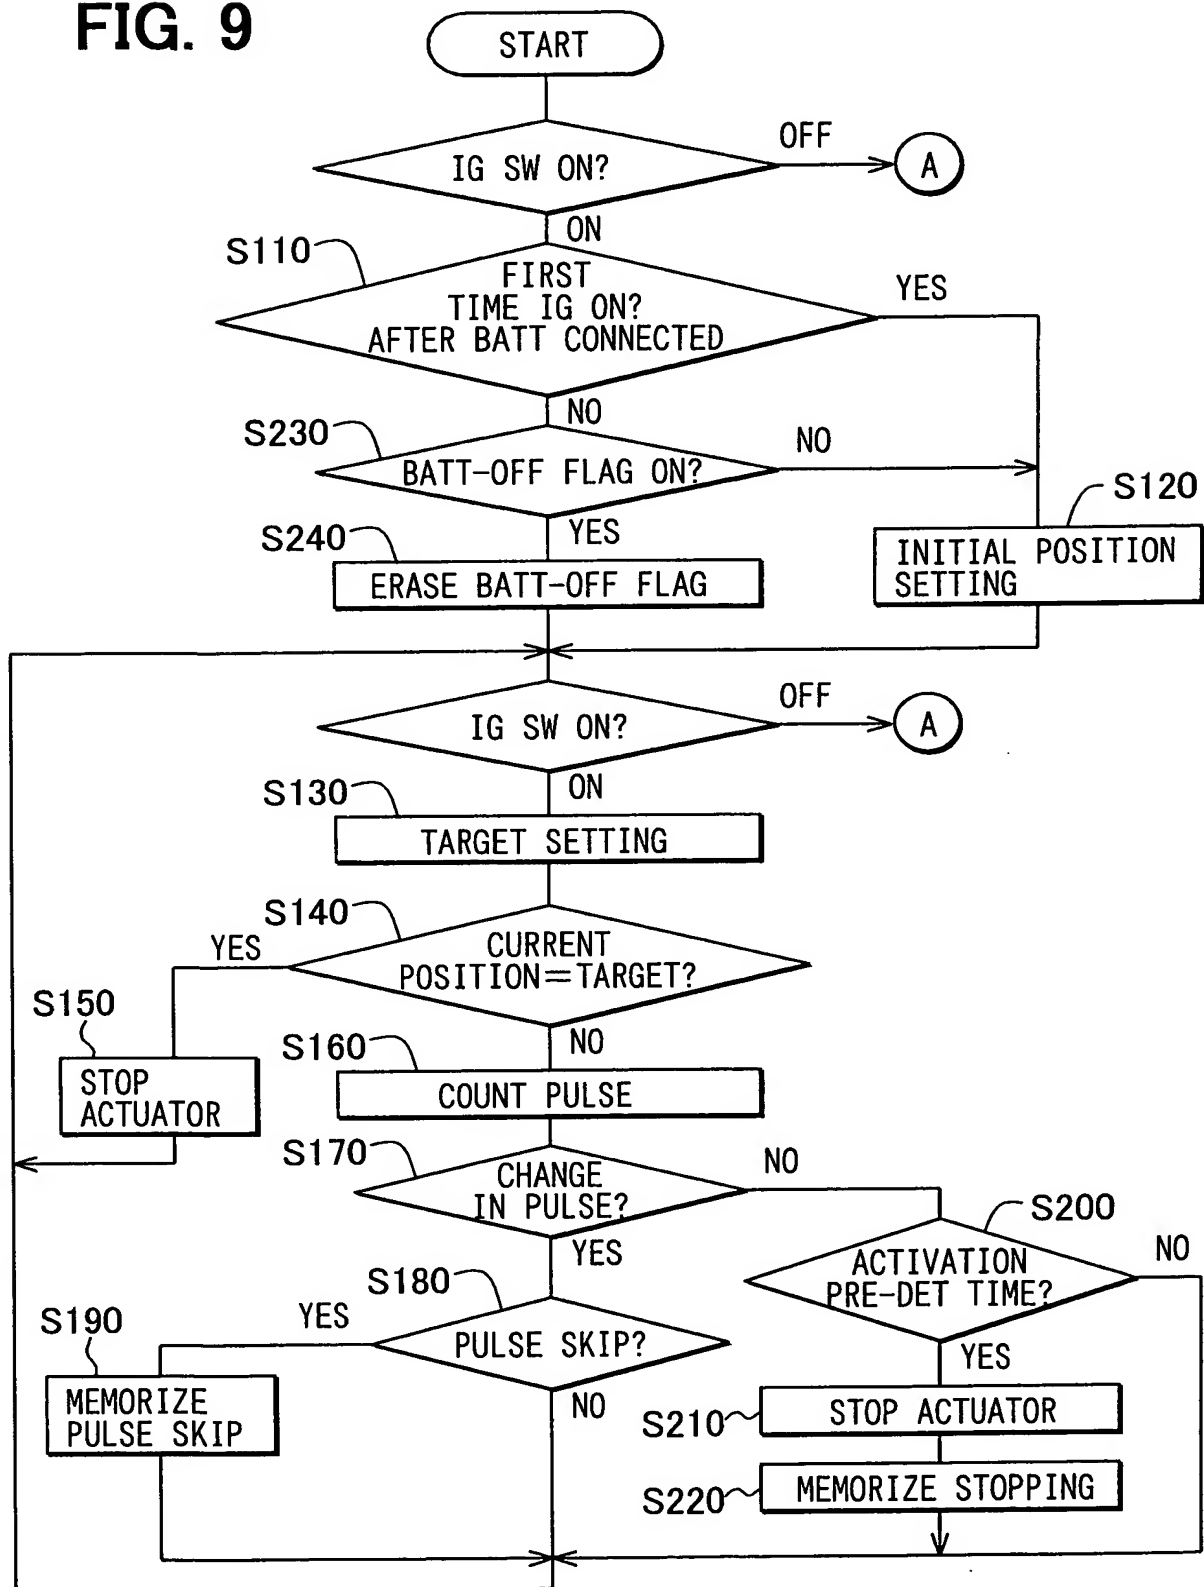 FIG. 9
START
IG SW ON?
OFF
A
ON
S110
FIRST
TIME IG ON?
AFTER BATT CONNECTED
YES
NO
S230
BATT-OFF FLAG ON?
NO
YES
S120
INITIAL POSITION
SETTING
S240
ERASE BATT-OFF FLAG
IG SW ON?
OFF
A
ON
S130
TARGET SETTING
S140
CURRENT
POSITION=TARGET?
YES
NO
S150
STOP
ACTUATOR
S160
COUNT PULSE
S170
CHANGE
IN PULSE?
NO
YES
S200
ACTIVATION
PRE-DET TIME?
NO
YES
S180
PULSE SKIP?
YES
NO
S190
MEMORIZE
PULSE SKIP
S210
STOP ACTUATOR
S220
MEMORIZE STOPPING